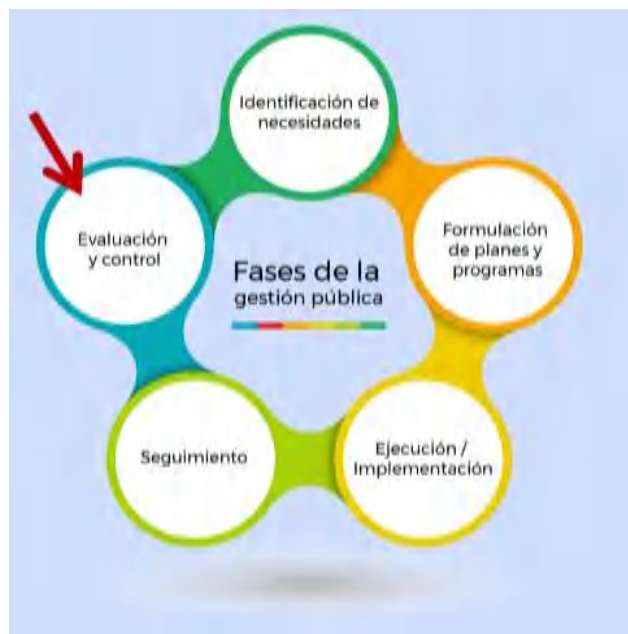 Identificación de
necesidades
Formulación
de planes y
programas
Evaluación
y control
Fases de la
gestión pública
Seguimiento
Ejecución /
Implementación